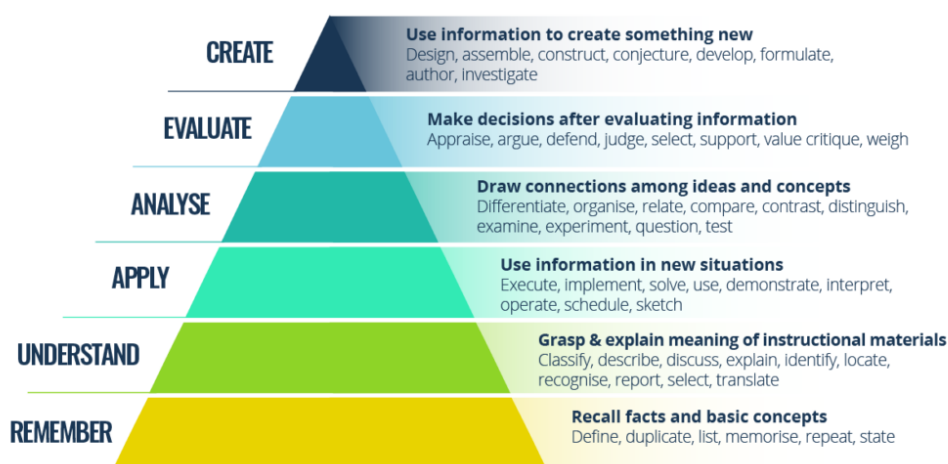 CREATE
Use information to create something new
Design, assemble, construct, conjecture, develop, formulate,
author, investigate
EVALUATE
Make decisions after evaluating information
Appraise, argue, defend, judge, select, support, value critique, weigh
ANALYSE
Draw connections among ideas and concepts
Differentiate, organise, relate, compare, contrast, distinguish,
examine, experiment, question, test
APPLY
Use information in new situations
Execute, implement, solve, use, demonstrate, interpret,
operate, schedule, sketch
UNDERSTAND
Grasp & explain meaning of instructional materials
Classify, describe, discuss, explain, identify, locate,
recognise, report, select, translate
REMEMBER
Recall facts and basic concepts
Define, duplicate, list, memorise, repeat, state